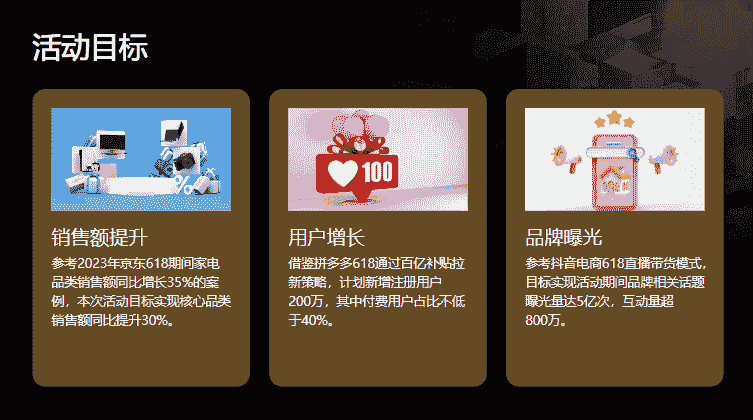 活动目标
100
销售额提升
参考2023年京东618期间家电
品类销售额同比增长35%的案
例，本次活动目标实现核心品类
销售额同比提升30%。
用户增长
借鉴拼多多618通过百亿补贴拉
新策略，计划新增注册用户
200万，其中付费用户占比不低
于40%。
品牌曝光
参考抖音电商618直播带货模式，
目标实现活动期间品牌相关话题
曝光量达5亿次，互动量超
800万。